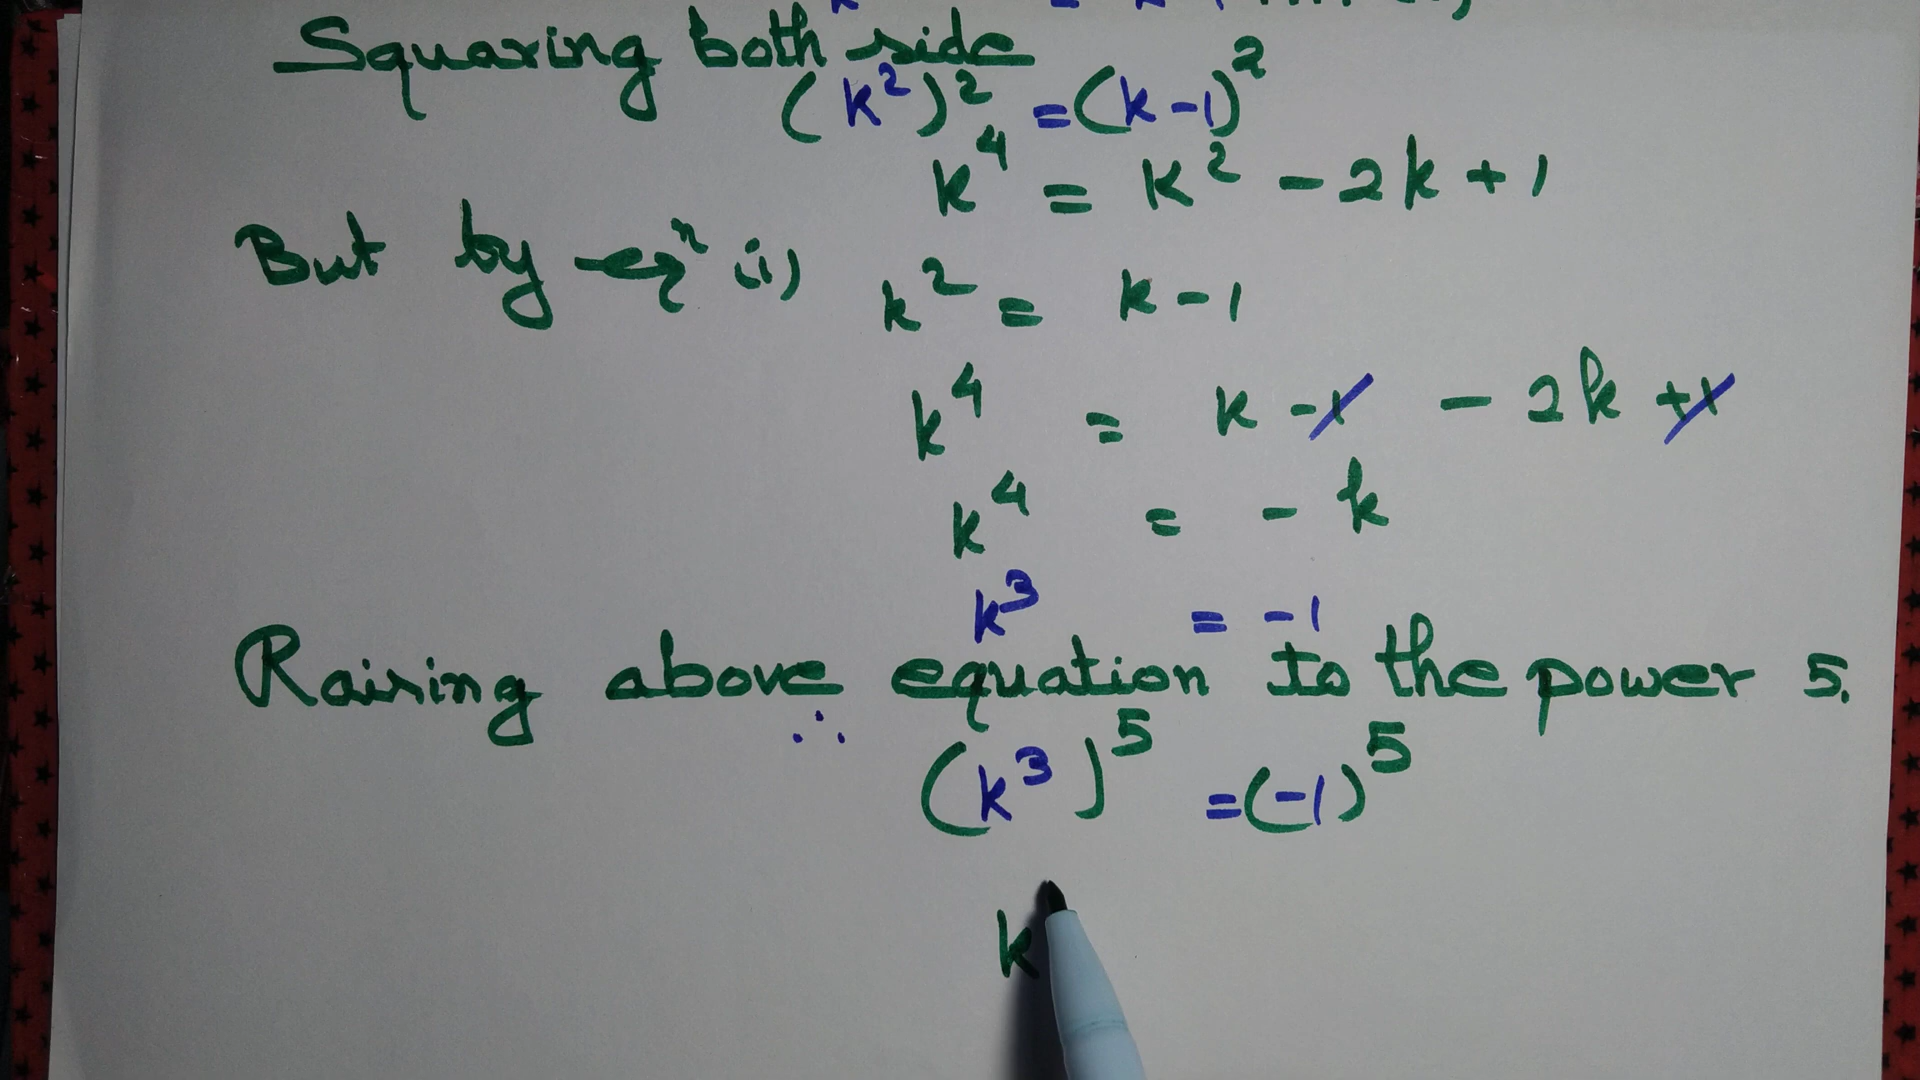 Squaring both side
(k²)² = (k-1)²
k⁴ = k² - 2k + 1
But by eqⁿ (i) k² = k - 1
k⁴ = k - 1 - 2k + 1
k⁴ = - k
k³ = -1
Raising above equation to the power 5.
∴ (k³)⁵ = (-1)⁵
k